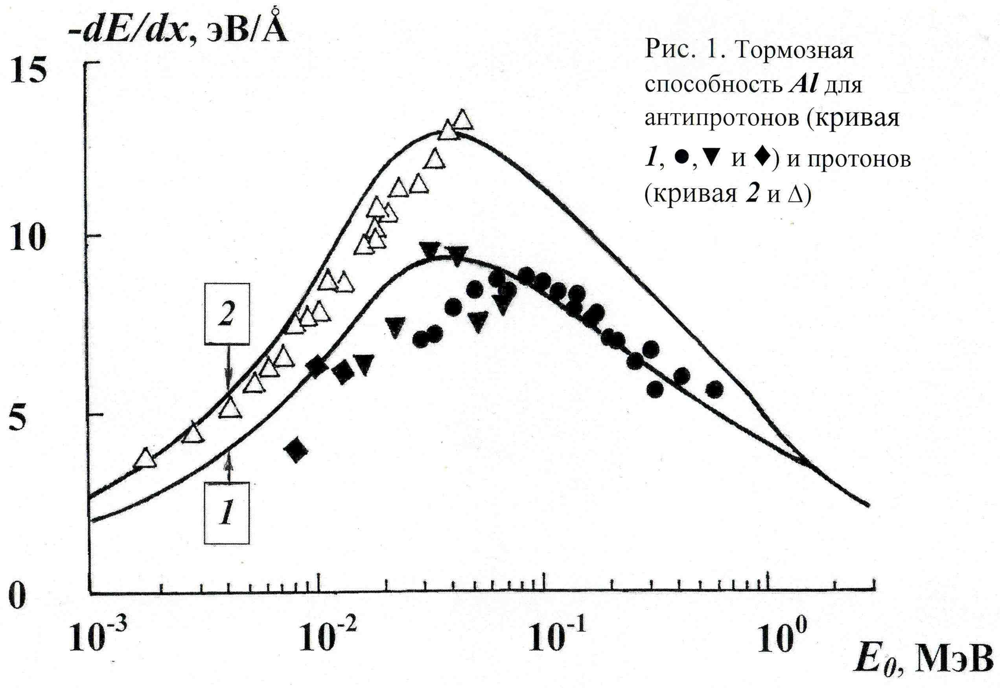 -dE/dx, эВ/Å
15
10
5
0
2
1
10⁻³
10⁻²
10⁻¹
10⁰
E₀, МэВ
Рис. 1. Тормозная
способность Al для
антипротонов (кривая
1, ●, ▼ и ♦) и протонов
(кривая 2 и Δ)